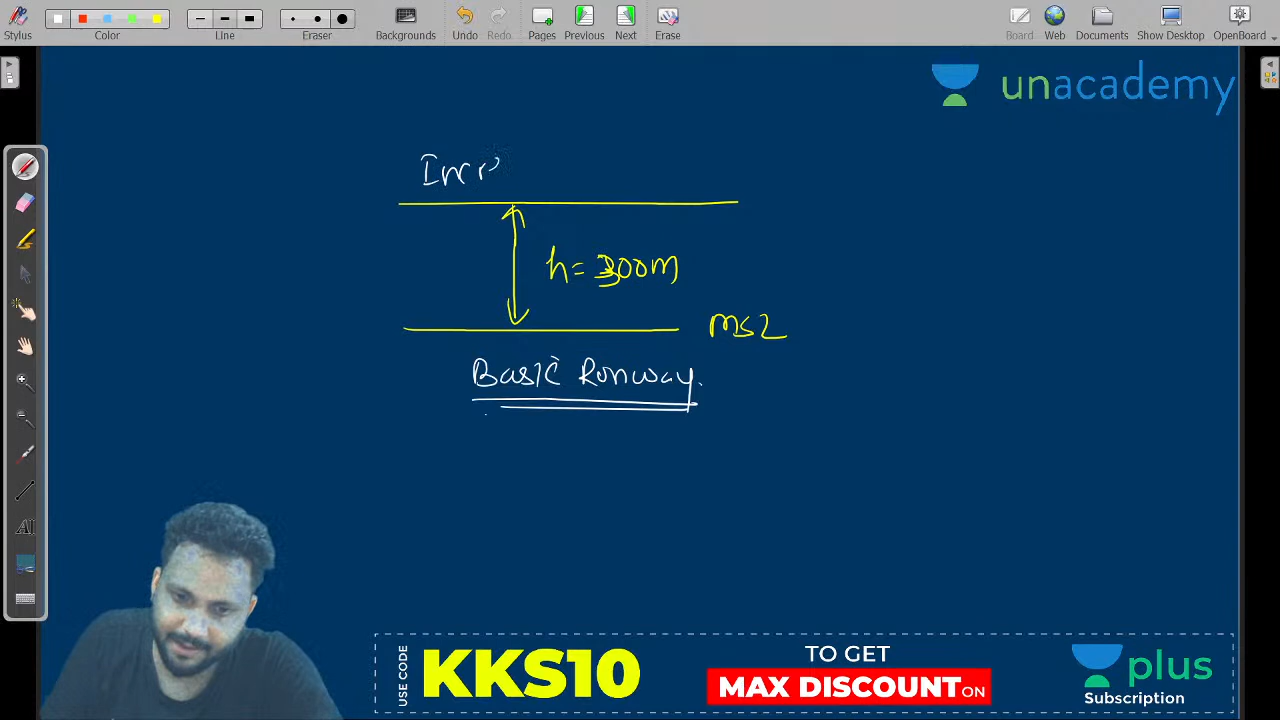 Stylus Color Line Eraser Backgrounds Undo Redo Pages Previous Next Erase Board Web Documents Show Desktop OpenBoard
unacademy
Incr
h = 300m
MSL
Basic Runway.
USE CODE
KKS10
TO GET
MAX DISCOUNT ON
plus
Subscription